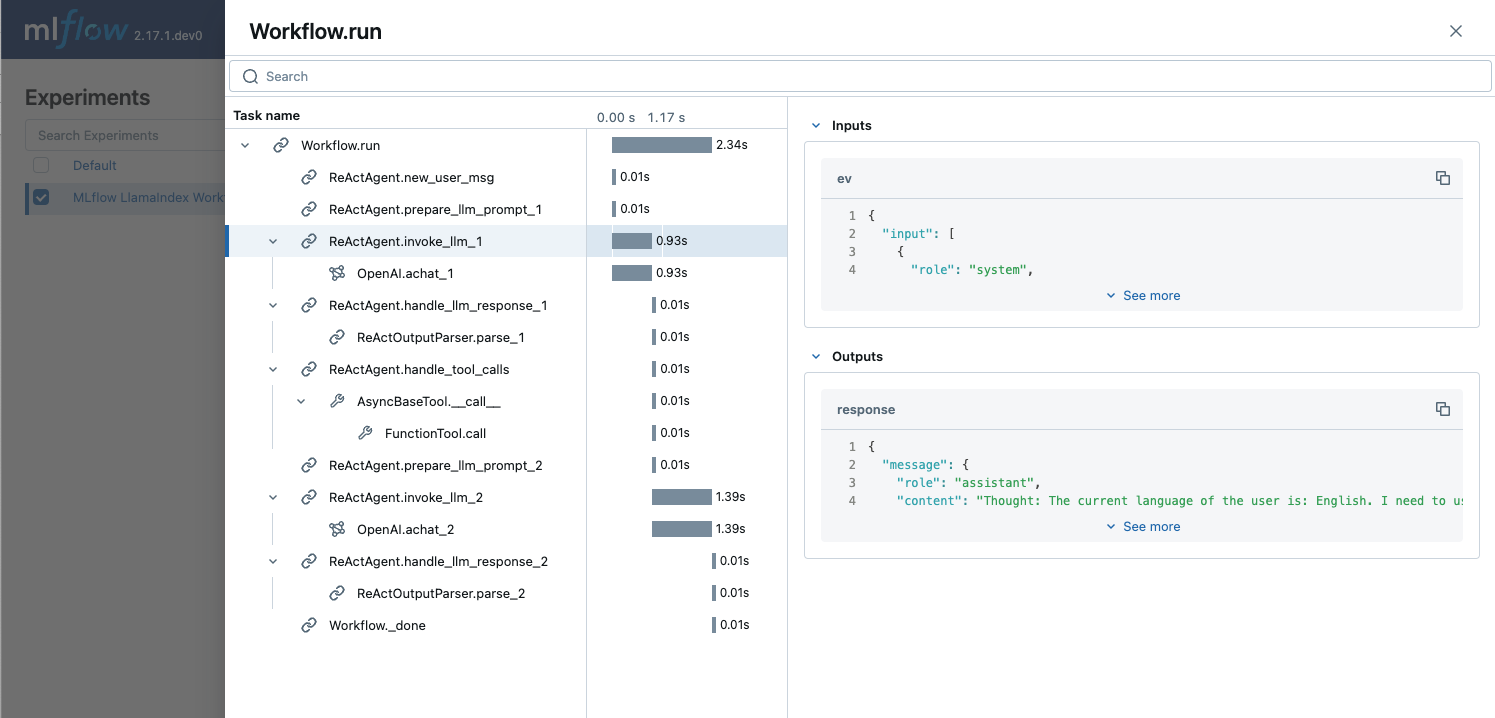 mlflow 2.17.1.dev0
Experiments
Search Experiments
Default
MLflow LlamaIndex Work
Workflow.run
Search
Task name
0.00 s 1.17 s
Workflow.run 2.34s
ReActAgent.new_user_msg 0.01s
ReActAgent.prepare_llm_prompt_1 0.01s
ReActAgent.invoke_llm_1 0.93s
OpenAI.achat_1 0.93s
ReActAgent.handle_llm_response_1 0.01s
ReActOutputParser.parse_1 0.01s
ReActAgent.handle_tool_calls 0.01s
AsyncBaseTool.__call__ 0.01s
FunctionTool.call 0.01s
ReActAgent.prepare_llm_prompt_2 0.01s
ReActAgent.invoke_llm_2 1.39s
OpenAI.achat_2 1.39s
ReActAgent.handle_llm_response_2 0.01s
ReActOutputParser.parse_2 0.01s
Workflow._done 0.01s
Inputs
ev
1 {
2 "input": [
3 {
4 "role": "system",
See more
Outputs
response
1 {
2 "message": {
3 "role": "assistant",
4 "content": "Thought: The current language of the user is: English. I need to us
See more